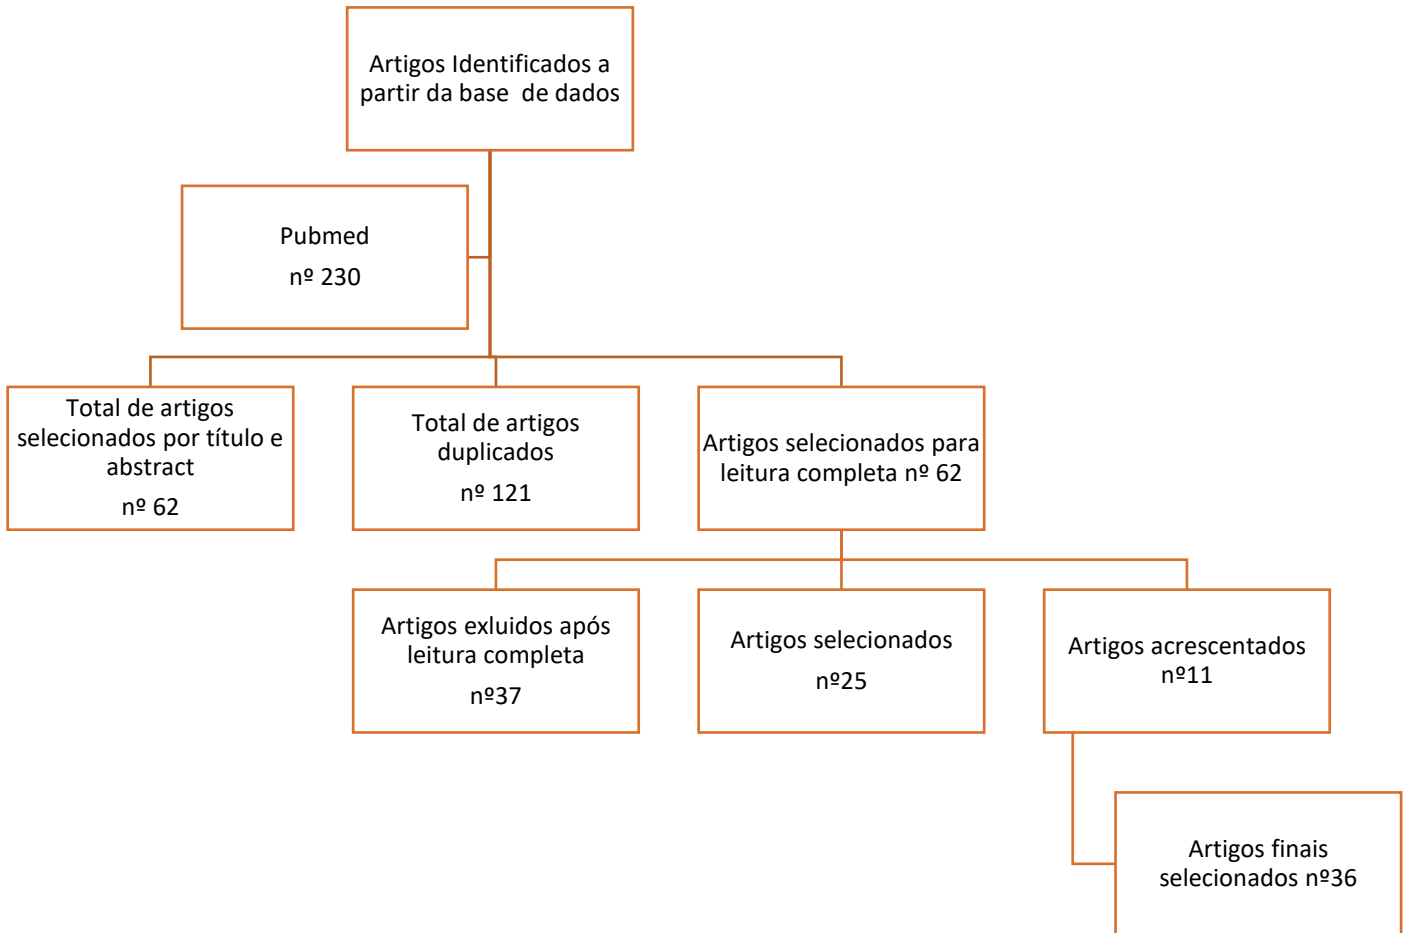 Artigos Identificados a
partir da base de dados
Pubmed
nº 230
Total de artigos
selecionados por título e
abstract
nº 62
Total de artigos
duplicados
nº 121
Artigos selecionados para
leitura completa nº 62
Artigos exluidos após
leitura completa
nº37
Artigos selecionados
nº25
Artigos acrescentados
nº11
Artigos finais
selecionados nº36